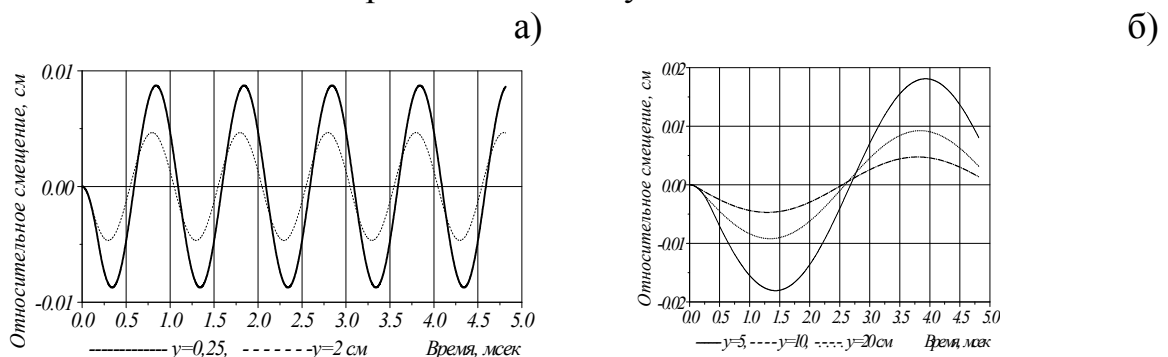 а)
б)
Относительное смещение, см
0.01
0.00
-0.01
0.0 0.5 1.0 1.5 2.0 2.5 3.0 3.5 4.0 4.5 5.0
y=0,25, y=2 см Время, мсек
Относительное смещение, см
0.02
0.01
0.00
-0.01
-0.02
0.0 0.5 1.0 1.5 2.0 2.5 3.0 3.5 4.0 4.5 5.0
y=5, y=10, y=20см Время, мсек